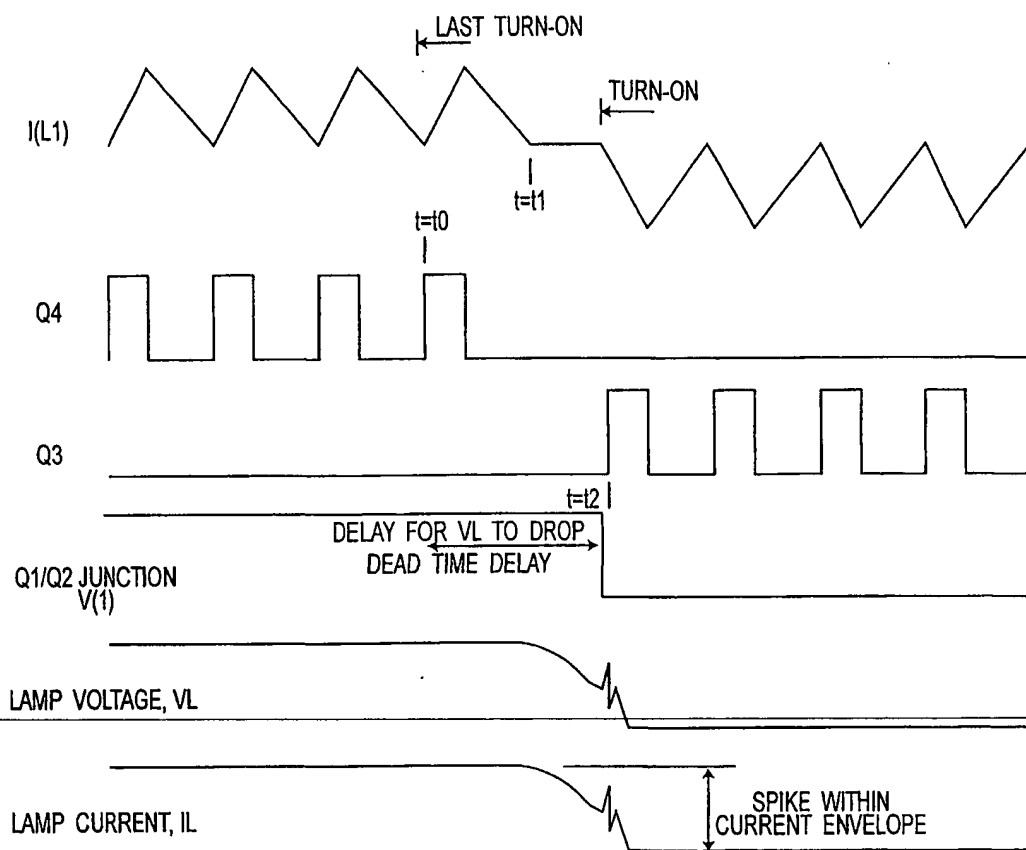 LAST TURN-ON
TURN-ON
I(L1)
t=t1
t=t0
Q4
Q3
t=t2
DELAY FOR VL TO DROP
DEAD TIME DELAY
Q1/Q2 JUNCTION
V(1)
LAMP VOLTAGE, VL
LAMP CURRENT, IL
SPIKE WITHIN
CURRENT ENVELOPE